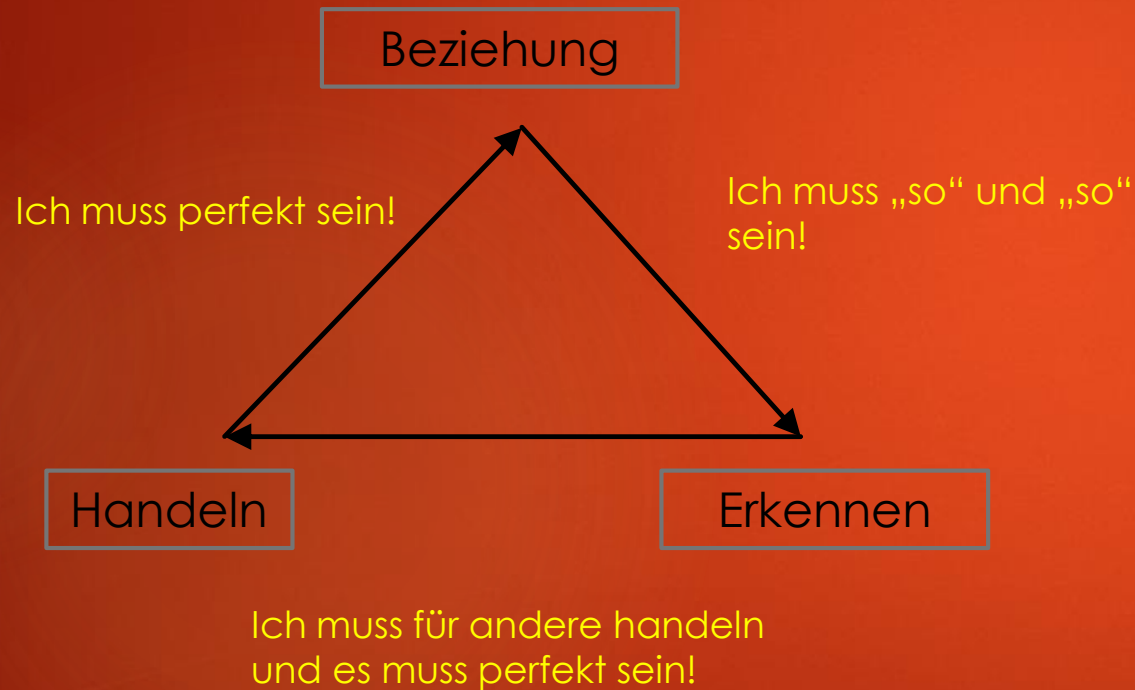 Beziehung
Ich muss perfekt sein!
Ich muss „so“ und „so“
sein!
Handeln
Erkennen
Ich muss für andere handeln
und es muss perfekt sein!